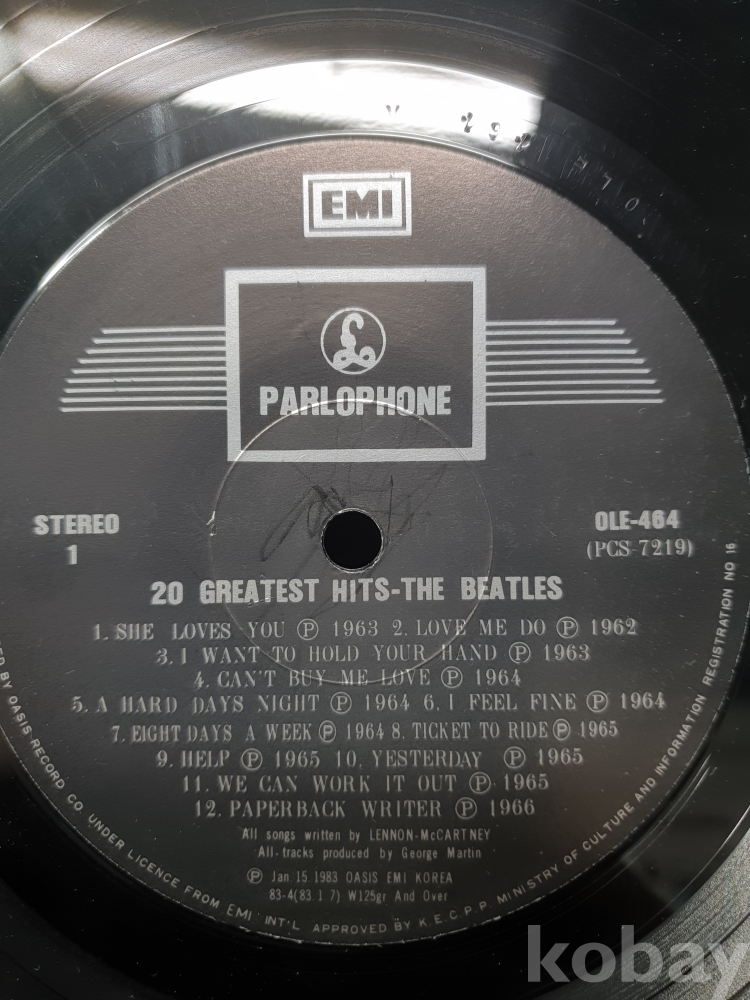 EMI
PARLOPHONE
STEREO
1
OLE-464
(PCS 7219)
20 GREATEST HITS-THE BEATLES
1. SHE LOVES YOU Ⓟ 1963 2. LOVE ME DO Ⓟ 1962
3. I WANT TO HOLD YOUR HAND Ⓟ 1963
4. CAN'T BUY ME LOVE Ⓟ 1964
5. A HARD DAYS NIGHT Ⓟ 1964 6. I FEEL FINE Ⓟ 1964
7. EIGHT DAYS A WEEK Ⓟ 1964 8. TICKET TO RIDE Ⓟ 1965
9. HELP Ⓟ 1965 10. YESTERDAY Ⓟ 1965
11. WE CAN WORK IT OUT Ⓟ 1965
12. PAPERBACK WRITER Ⓟ 1966
All songs written by LENNON-McCARTNEY
All-tracks produced by George Martin
Ⓟ Jan. 15. 1983 OASIS EMI KOREA
83-4(83. 1. 7) W125gr And Over
BY OASIS RECORD CO. UNDER LICENCE FROM EMI INT'L APPROVED BY K.E.C.P.P. MINISTRY OF CULTURE AND INFORMATION REGISTRATION NO 16
kobay